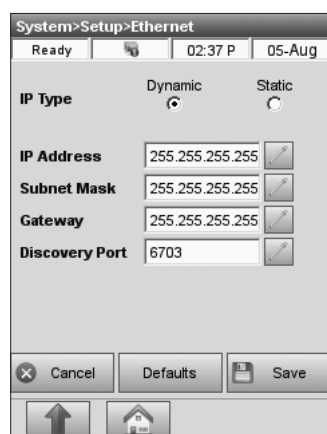 System>Setup>Ethernet
Ready 02:37 P 05-Aug
Dynamic Static
IP Type
IP Address 255.255.255.255
Subnet Mask 255.255.255.255
Gateway 255.255.255.255
Discovery Port 6703
Cancel Defaults Save